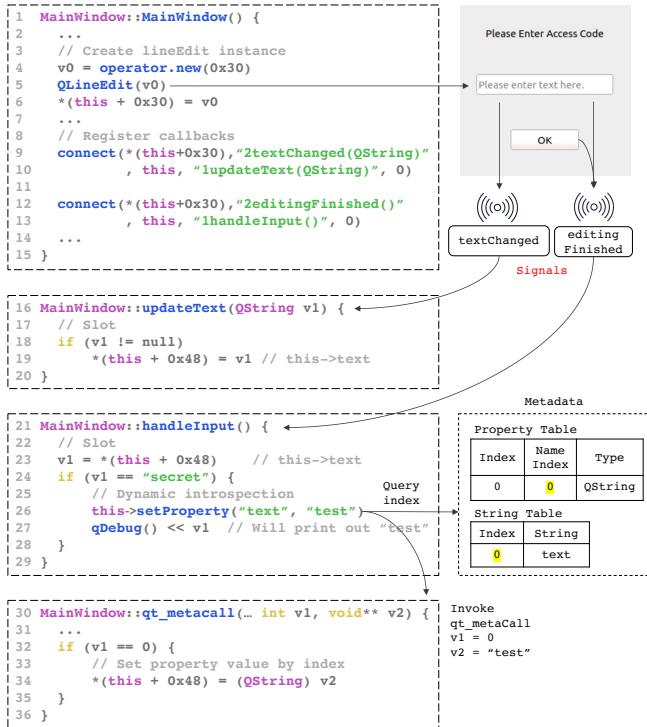 1 MainWindow::MainWindow() {
2 ...
3 // Create lineEdit instance
4 v0 = operator.new(0x30)
5 QLineEdit(v0)
6 *(this + 0x30) = v0
7 ...
8 // Register callbacks
9 connect(*(this+0x30),“2textChanged(QString)”
10 , this, “1updateText(QString)”, 0)
11
12 connect(*(this+0x30),“2editingFinished()”
13 , this, “1handleInput()”, 0)
14 ...
15 }
Please Enter Access Code
Please enter text here.
OK
textChanged
editing
Finished
Signals
16 MainWindow::updateText(QString v1) {
17 // Slot
18 if (v1 != null)
19 *(this + 0x48) = v1 // this->text
20 }
21 MainWindow::handleInput() {
22 // Slot
23 v1 = *(this + 0x48) // this->text
24 if (v1 == “secret”) {
25 // Dynamic introspection
26 this->setProperty(“text”, “test”)
27 qDebug() << v1 // Will print out “test”
28 }
29 }
Query
index
Metadata
Property Table
Index Name Index Type
0 0 QString
String Table
Index String
0 text
30 MainWindow::qt_metacall(… int v1, void** v2) {
31 ...
32 if (v1 == 0) {
33 // Set property value by index
34 *(this + 0x48) = (QString) v2
35 }
36 }
Invoke
qt_metaCall
v1 = 0
v2 = “test”